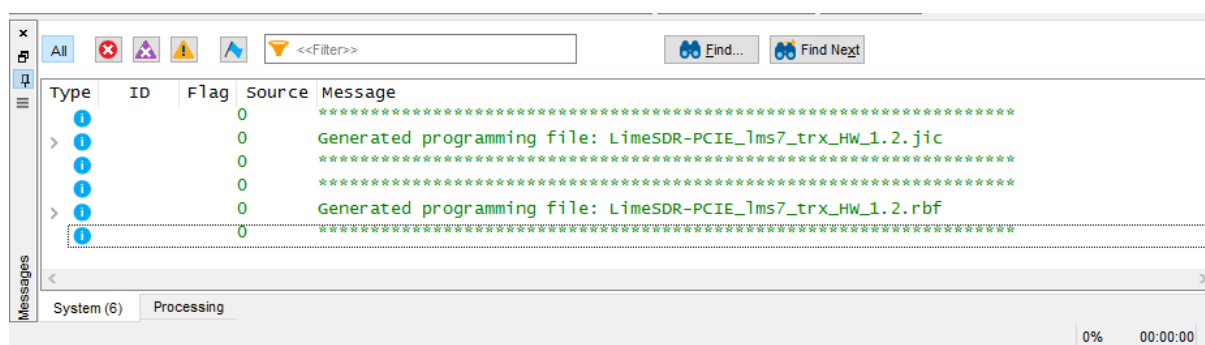 All <<Filter>> Find... Find Next
Type ID Flag Source Message
0 *******************************************************************
0 Generated programming file: LimeSDR-PCIE_lms7_trx_HW_1.2.jic
0 *******************************************************************
0 *******************************************************************
0 Generated programming file: LimeSDR-PCIE_lms7_trx_HW_1.2.rbf
0 *******************************************************************
Messages
System (6) Processing
0% 00:00:00